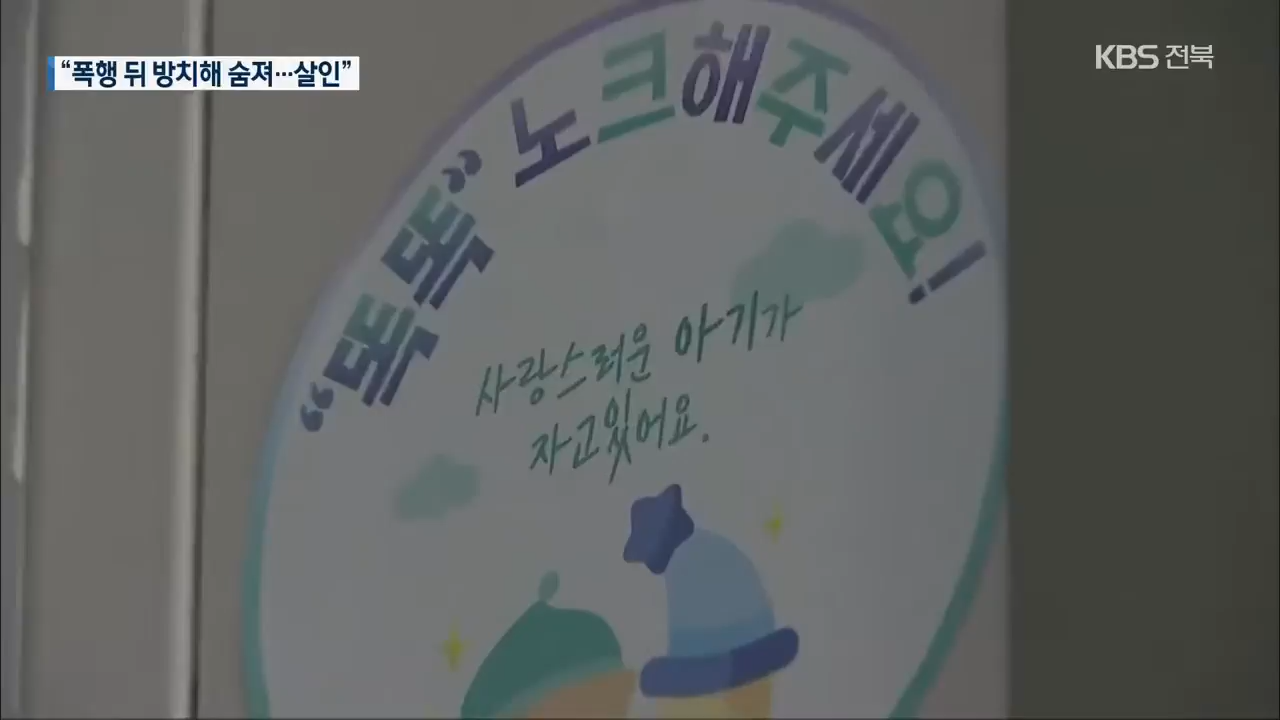 “폭행 뒤 방치해 숨져…살인”
KBS 전북
“똑똑” 노크해주세요!
사랑스러운 아기가
자고있어요.